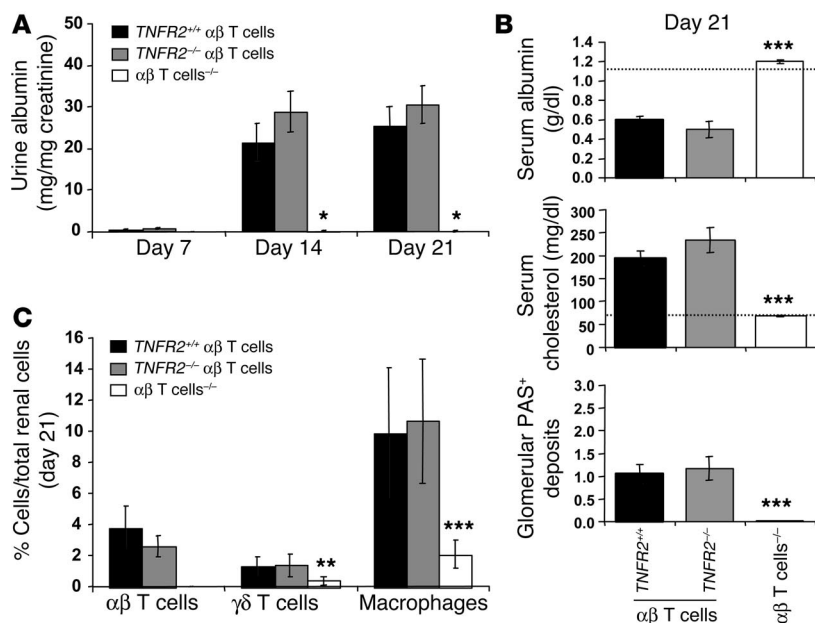 A
Urine albumin
(mg/mg creatinine)
50
40
30
20
10
0
TNFR2+/+ αβ T cells
TNFR2–/– αβ T cells
αβ T cells–/–
*
*
Day 7
Day 14
Day 21
B
Day 21
Serum albumin
(g/dl)
1.4
1.2
1.0
0.8
0.6
0.4
0.2
0.0
***
Serum
cholesterol (mg/dl)
300
250
200
150
200
50
0
***
Glomerular PAS+
deposits
3.0
2.5
2.0
1.5
1.0
0.5
0.0
***
TNFR2+/+
TNFR2–/–
αβ T cells
αβ T cells–/–
C
% Cells/total renal cells
(day 21)
16
14
12
10
8
6
4
2
0
TNFR2+/+ αβ T cells
TNFR2–/– αβ T cells
αβ T cells–/–
**
***
αβ T cells
γδ T cells
Macrophages